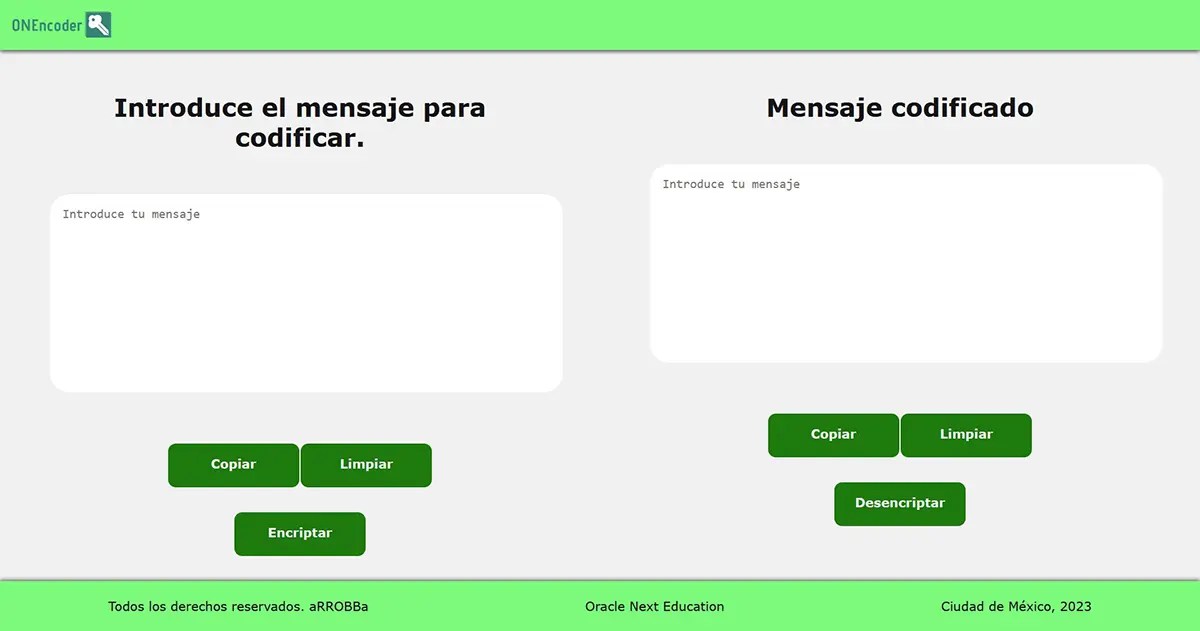 ONEncoder
Introduce el mensaje para
codificar.
Introduce tu mensaje
Copiar
Limpiar
Encriptar
Mensaje codificado
Introduce tu mensaje
Copiar
Limpiar
Desencriptar
Todos los derechos reservados. aRROBBa
Oracle Next Education
Ciudad de México, 2023